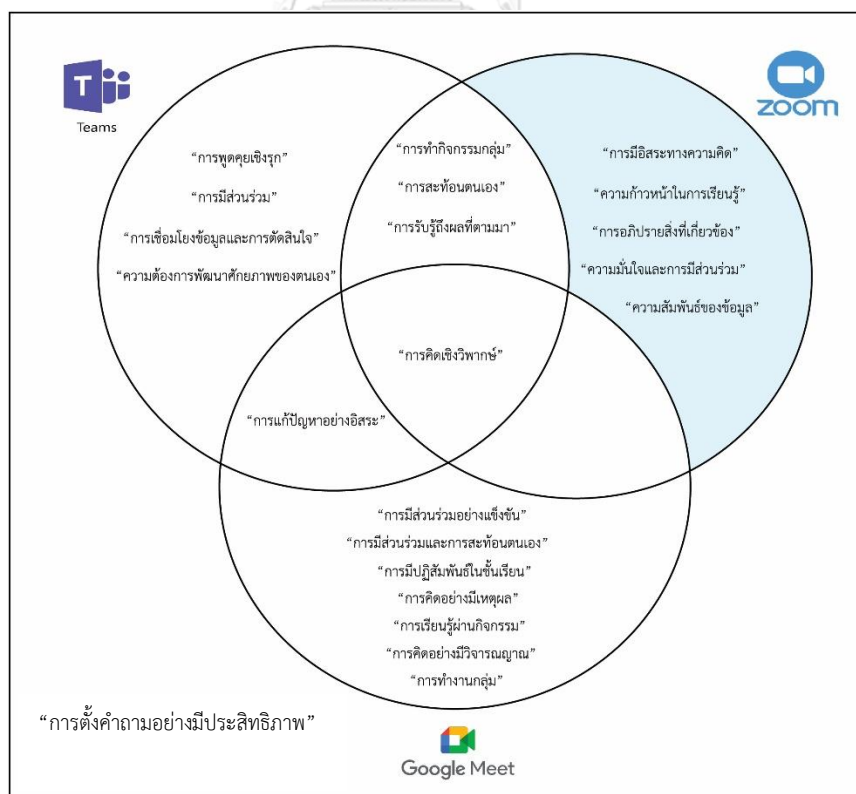 Teams
zoom
“การพูดคุยเชิงรุก”
“การมีส่วนร่วม”
“การเชื่อมโยงข้อมูลและการตัดสินใจ”
“ความต้องการพัฒนาศักยภาพของตนเอง”
“การทำกิจกรรมกลุ่ม”
“การสะท้อนตนเอง”
“การรับรู้ถึงผลที่ตามมา”
“การมีอิสระทางความคิด”
“ความก้าวหน้าในการเรียนรู้”
“การอภิปรายสิ่งที่เกี่ยวข้อง”
“ความมั่นใจและการมีส่วนร่วม”
“ความสัมพันธ์ของข้อมูล”
“การคิดเชิงวิพากษ์”
“การแก้ปัญหาอย่างอิสระ”
“การมีส่วนร่วมอย่างแข็งขัน”
“การมีส่วนร่วมและการสะท้อนตนเอง”
“การมีปฏิสัมพันธ์ในชั้นเรียน”
“การคิดอย่างมีเหตุผล”
“การเรียนรู้ผ่านกิจกรรม”
“การคิดอย่างมีวิจารณญาณ”
“การทำงานกลุ่ม”
“การตั้งคำถามอย่างมีประสิทธิภาพ”
Google Meet